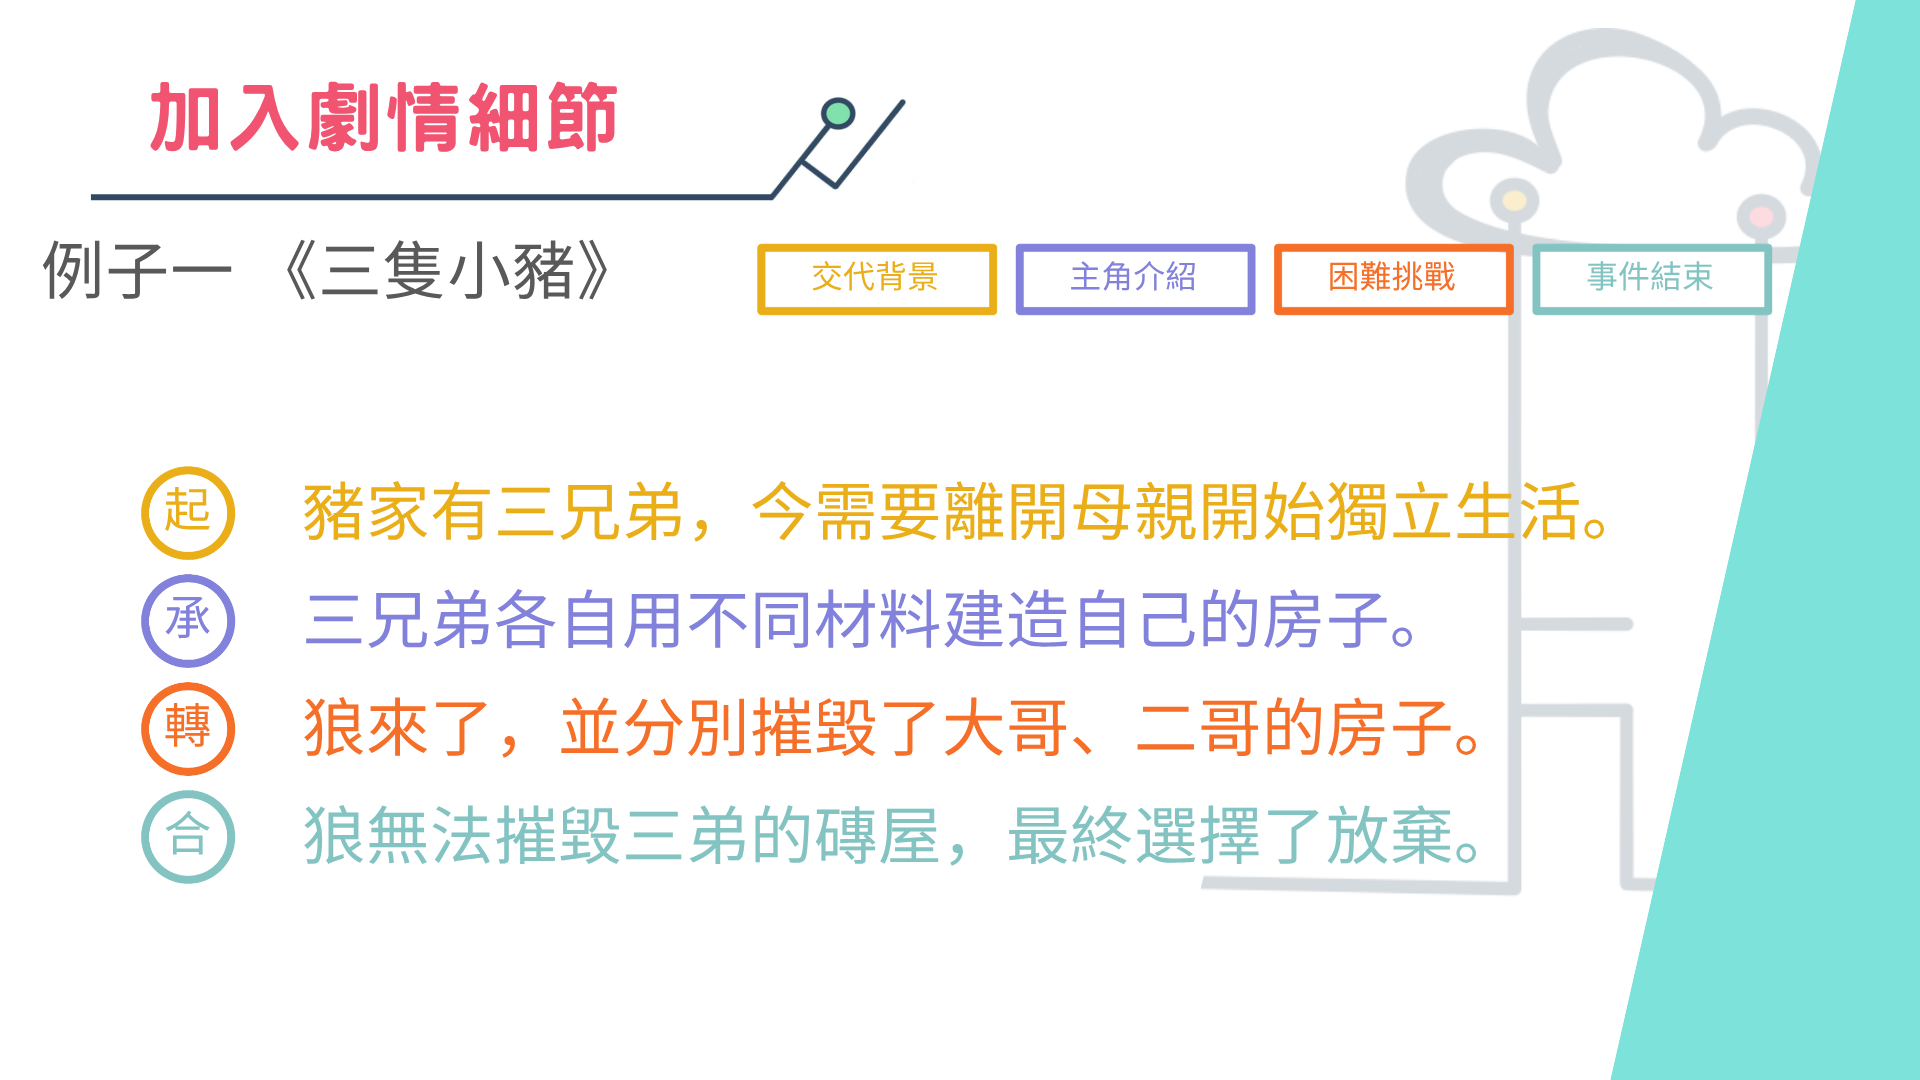 加入劇情細節
例子一 《三隻小豬》
交代背景
主角介紹
困難挑戰
事件結束
起 豬家有三兄弟，今需要離開母親開始獨立生活。
承 三兄弟各自用不同材料建造自己的房子。
轉 狼來了，並分別摧毀了大哥、二哥的房子。
合 狼無法摧毀三弟的磚屋，最終選擇了放棄。